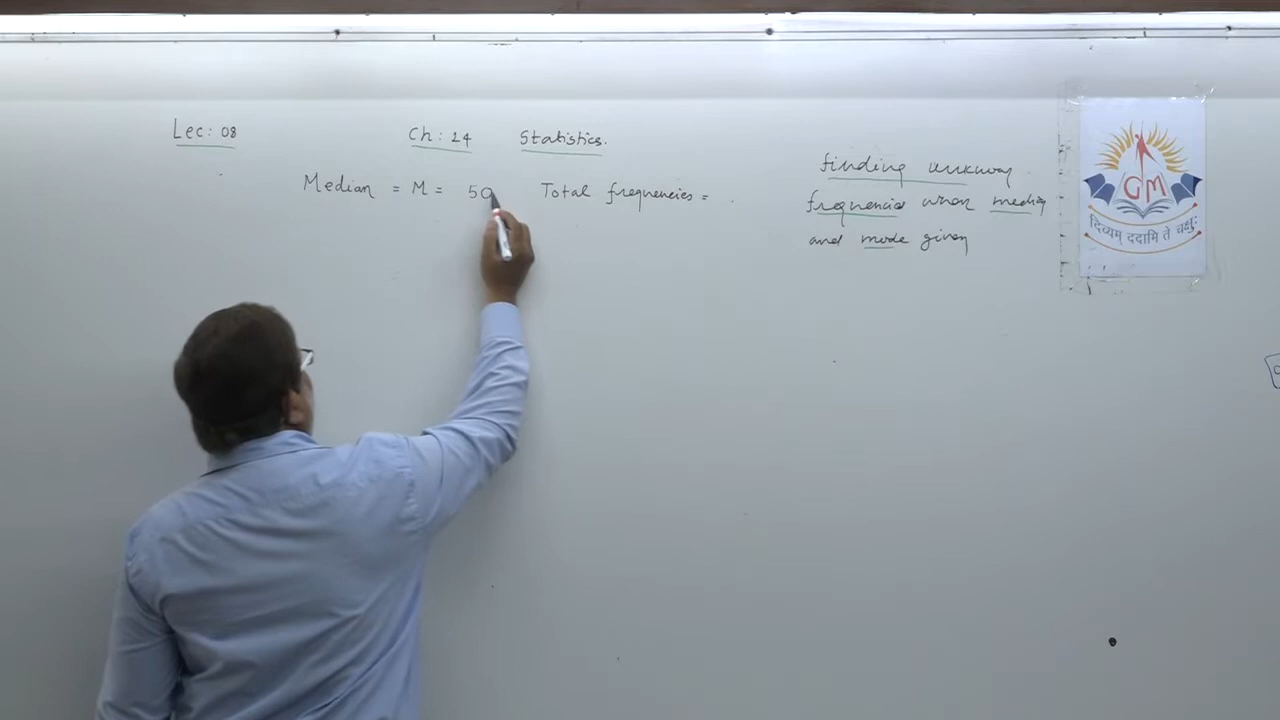 Lec: 08 Ch: 24 Statistics.
Median = M = 50 Total frequencies =
finding unknown
frequencies when median
and mode given
GM
दिव्यम् ददामि ते चक्षुः